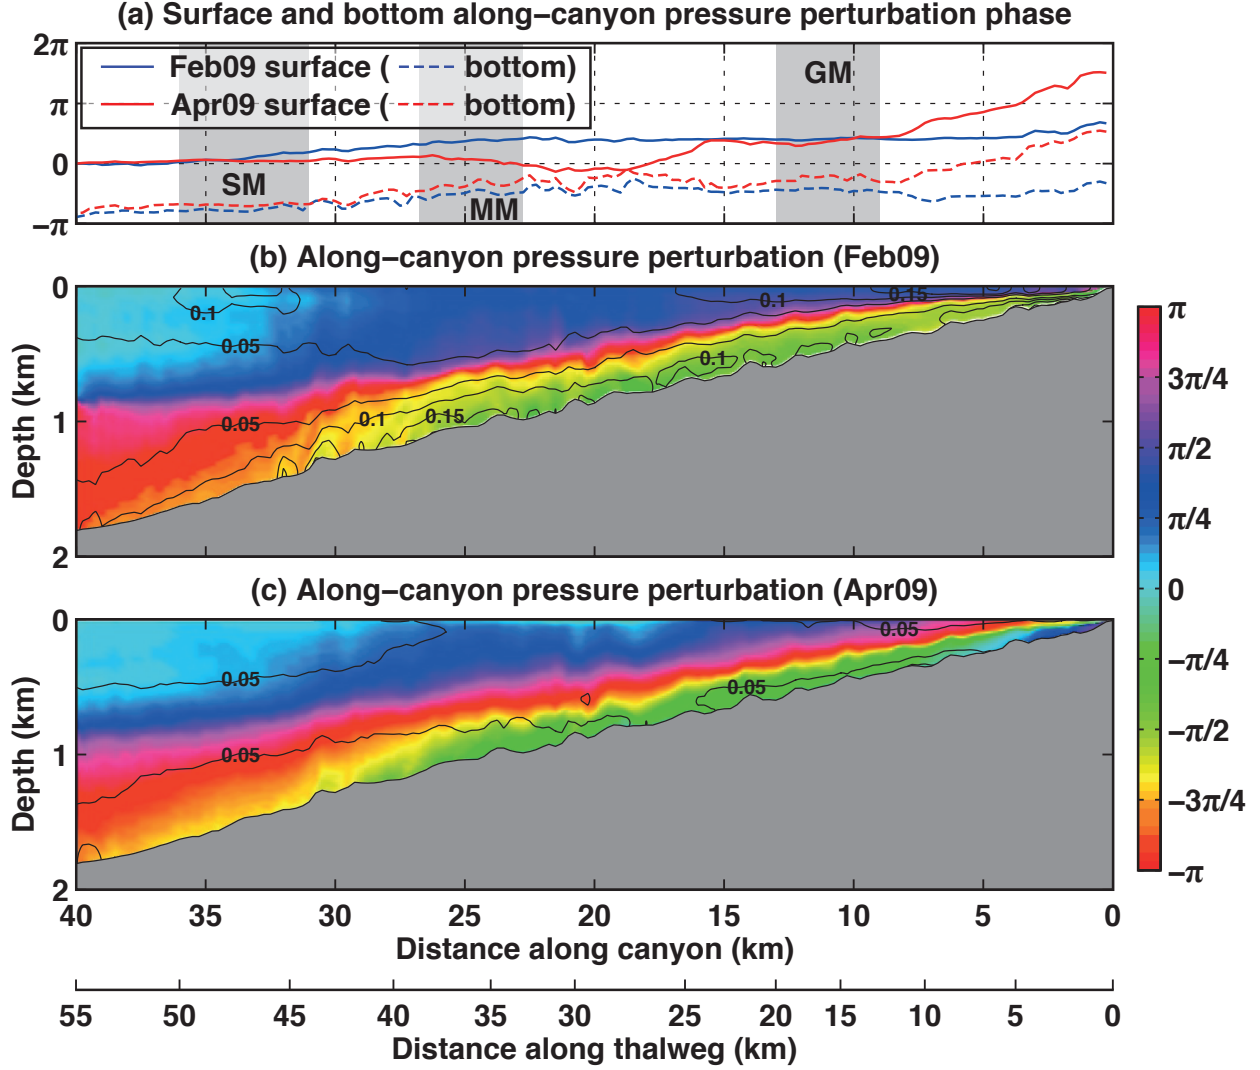 (a) Surface and bottom along−canyon pressure perturbation phase
2π
π
0
−π
Feb09 surface ( bottom)
Apr09 surface ( bottom)
SM
MM
GM
(b) Along−canyon pressure perturbation (Feb09)
0
1
2
Depth (km)
0.1
0.05
0.05
0.1
0.15
0.1
0.1
0.15
(c) Along−canyon pressure perturbation (Apr09)
0
1
2
Depth (km)
0.05
0.05
0.05
0.05
40 35 30 25 20 15 10 5 0
Distance along canyon (km)
55 50 45 40 35 30 25 20 15 10 5 0
Distance along thalweg (km)
π
3π/4
π/2
π/4
0
−π/4
−π/2
−3π/4
−π